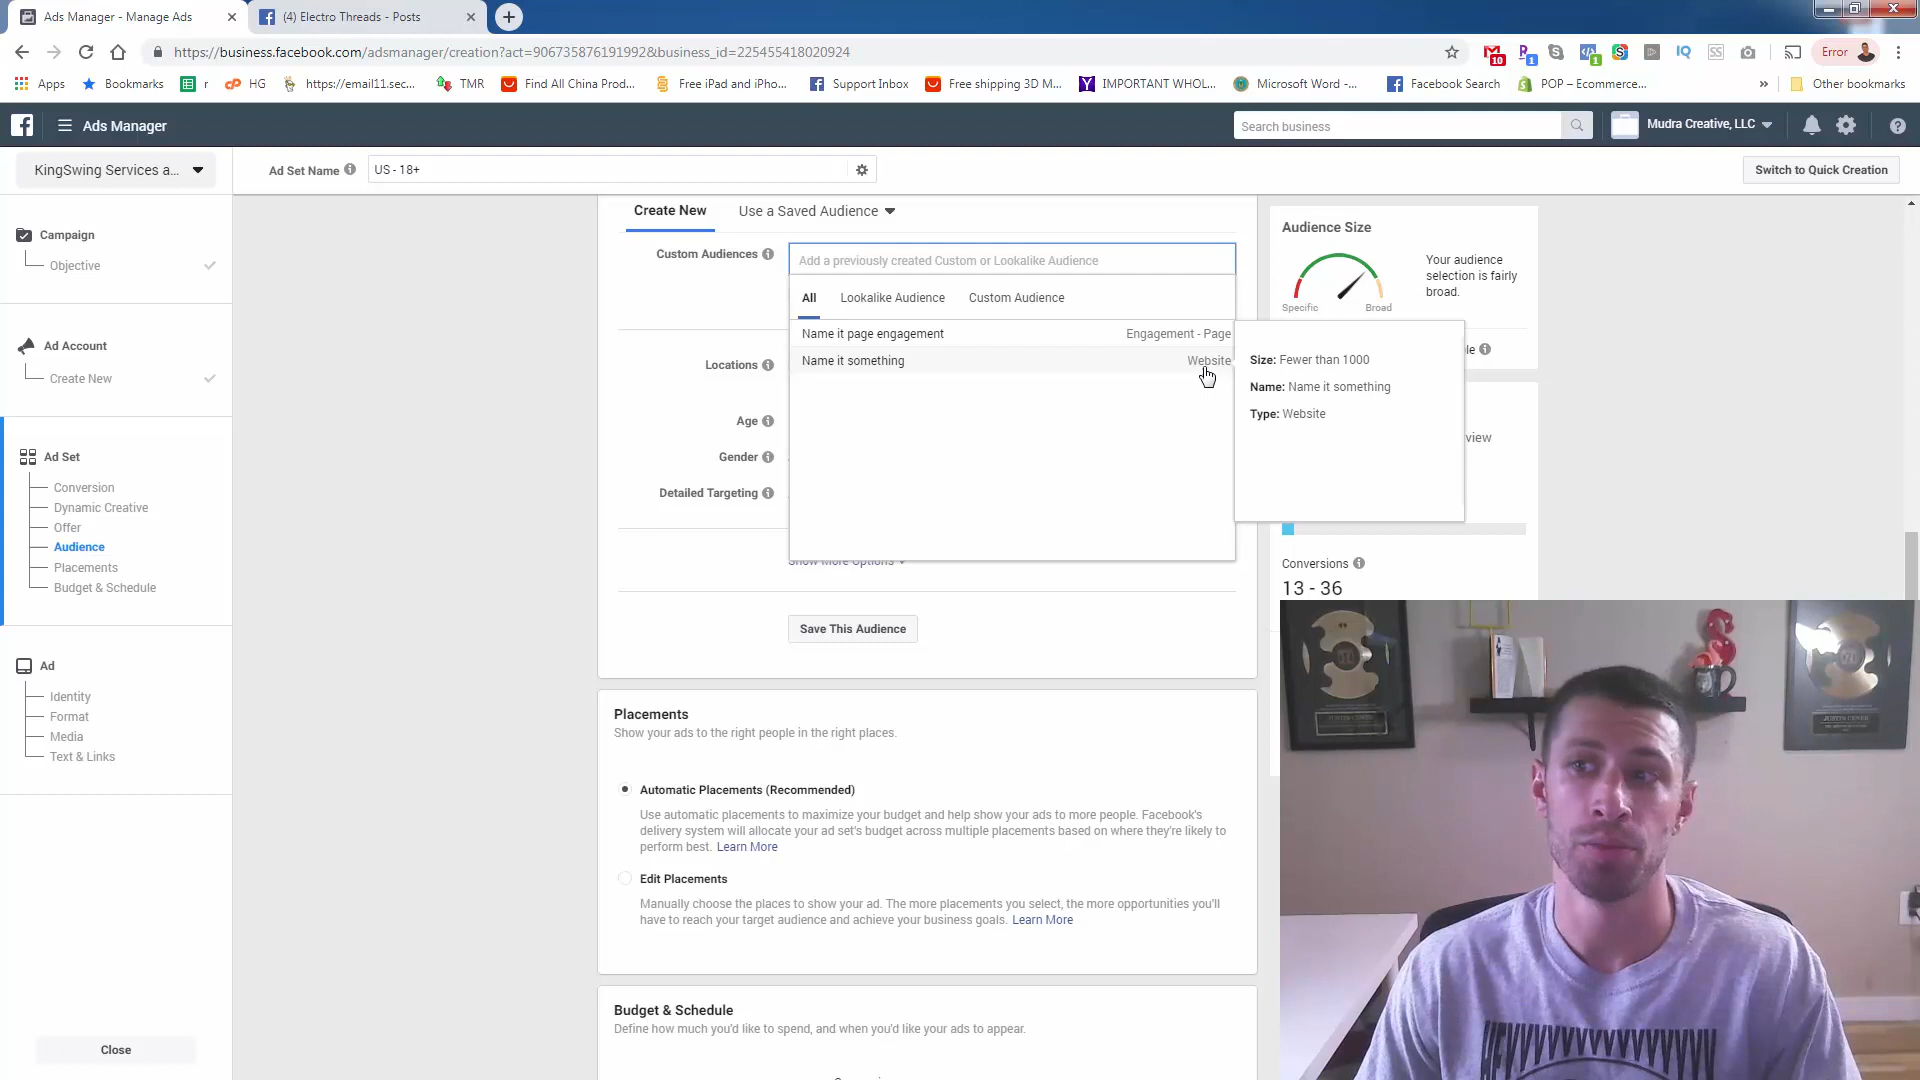 Ads Manager - Manage Ads
(4) Electro Threads - Posts
https://business.facebook.com/adsmanager/creation?act=906735876191992&business_id=225455418020924
10
1
1
IQ
SS
Error
Apps
Bookmarks
r
HG
https://email11.sec...
TMR
Find All China Prod...
Free iPad and iPho...
Support Inbox
Free shipping 3D M...
IMPORTANT WHOL...
Microsoft Word -...
Facebook Search
POP – Ecommerce...
»
Other bookmarks
Ads Manager
Search business
Mudra Creative, LLC
KingSwing Services a...
Ad Set Name
US - 18+
Switch to Quick Creation
Campaign
Objective
Ad Account
Create New
Ad Set
Conversion
Dynamic Creative
Offer
Audience
Placements
Budget & Schedule
Ad
Identity
Format
Media
Text & Links
Close
Create New
Use a Saved Audience
Custom Audiences
Add a previously created Custom or Lookalike Audience
All
Lookalike Audience
Custom Audience
Name it page engagement
Engagement - Page
Name it something
Website
Locations
Age
Gender
Detailed Targeting
Show More Options
Save This Audience
Size: Fewer than 1000
Name: Name it something
Type: Website
Placements
Show your ads to the right people in the right places.
Automatic Placements (Recommended)
Use automatic placements to maximize your budget and help show your ads to more people. Facebook's
delivery system will allocate your ad set's budget across multiple placements based on where they're likely to
perform best. Learn More
Edit Placements
Manually choose the places to show your ad. The more placements you select, the more opportunities you'll
have to reach your target audience and achieve your business goals. Learn More
Budget & Schedule
Define how much you'd like to spend, and when you'd like your ads to appear.
Audience Size
Specific
Broad
Your audience
selection is fairly
broad.
Conversions
13 - 36
JUSTIN CENER